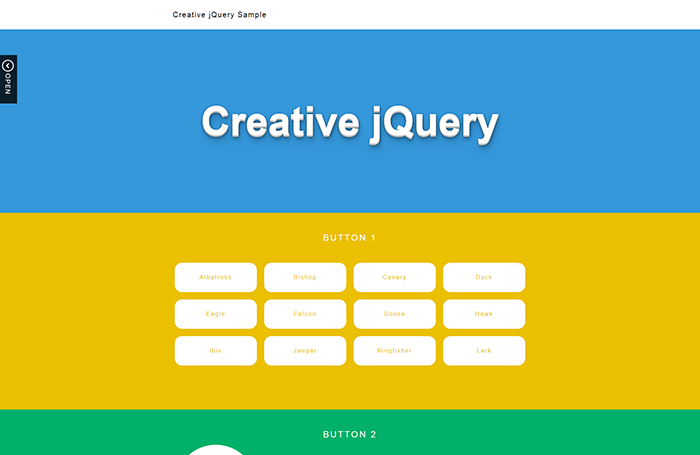 Creative jQuery Sample
OPEN
Creative jQuery
BUTTON 1
Albatross Bishop Canary Duck
Eagle Falcon Goose Hawk
Ibis Jaegar Kingfisher Lark
BUTTON 2